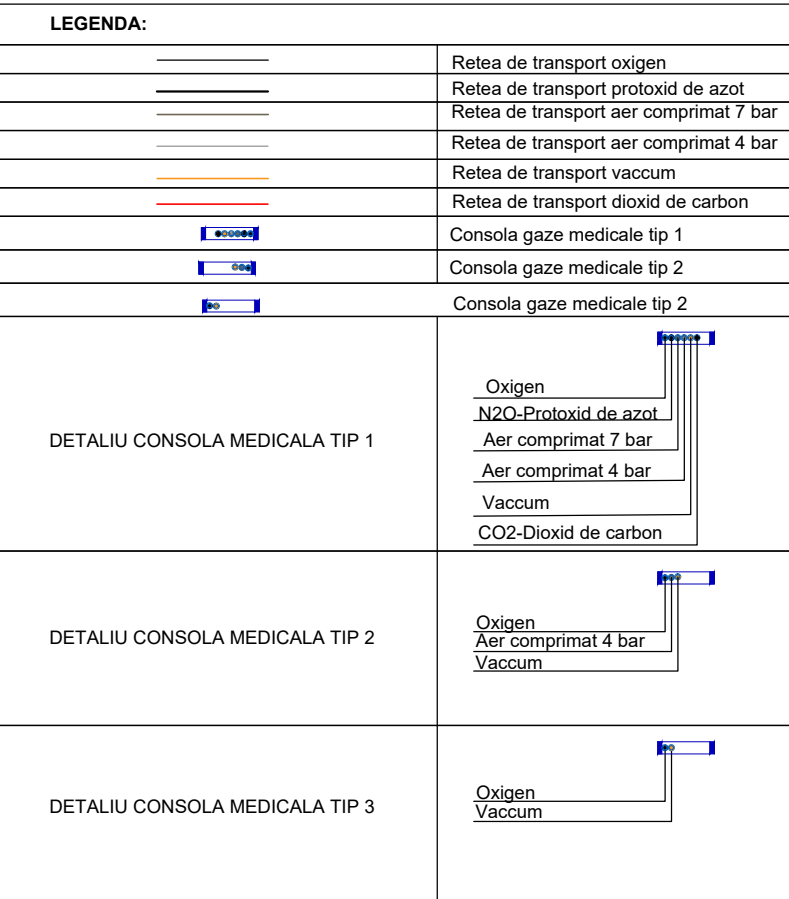 LEGENDA:
Retea de transport oxigen
Retea de transport protoxid de azot
Retea de transport aer comprimat 7 bar
Retea de transport aer comprimat 4 bar
Retea de transport vaccum
Retea de transport dioxid de carbon
Consola gaze medicale tip 1
Consola gaze medicale tip 2
Consola gaze medicale tip 2
DETALIU CONSOLA MEDICALA TIP 1
Oxigen
N2O-Protoxid de azot
Aer comprimat 7 bar
Aer comprimat 4 bar
Vaccum
CO2-Dioxid de carbon
DETALIU CONSOLA MEDICALA TIP 2
Oxigen
Aer comprimat 4 bar
Vaccum
DETALIU CONSOLA MEDICALA TIP 3
Oxigen
Vaccum